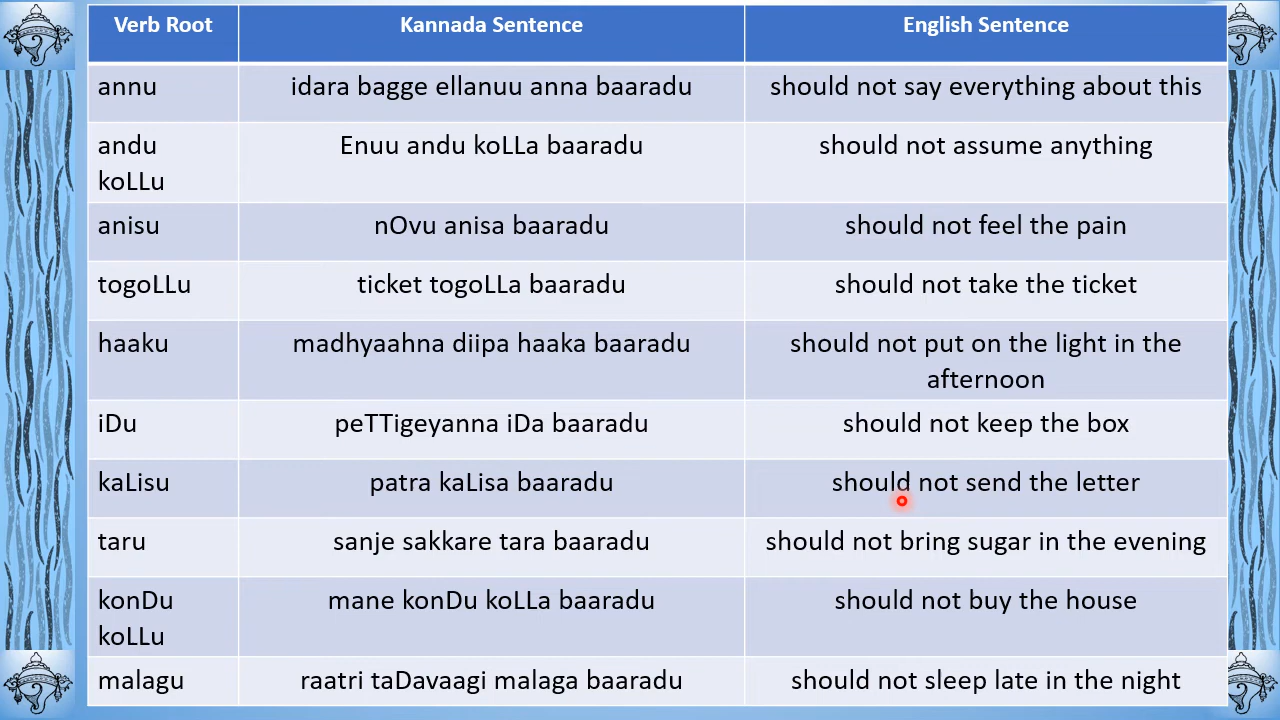 Verb Root Kannada Sentence English Sentence
annu idara bagge ellanuu anna baaradu should not say everything about this
andu Enuu andu koLLa baaradu should not assume anything
koLLu
anisu nOvu anisa baaradu should not feel the pain
togoLLu ticket togoLLa baaradu should not take the ticket
haaku madhyaahna diipa haaka baaradu should not put on the light in the
afternoon
iDu peTTigeyanna iDa baaradu should not keep the box
kaLisu patra kaLisa baaradu should not send the letter
taru sanje sakkare tara baaradu should not bring sugar in the evening
konDu mane konDu koLLa baaradu should not buy the house
koLLu
malagu raatri taDavaagi malaga baaradu should not sleep late in the night